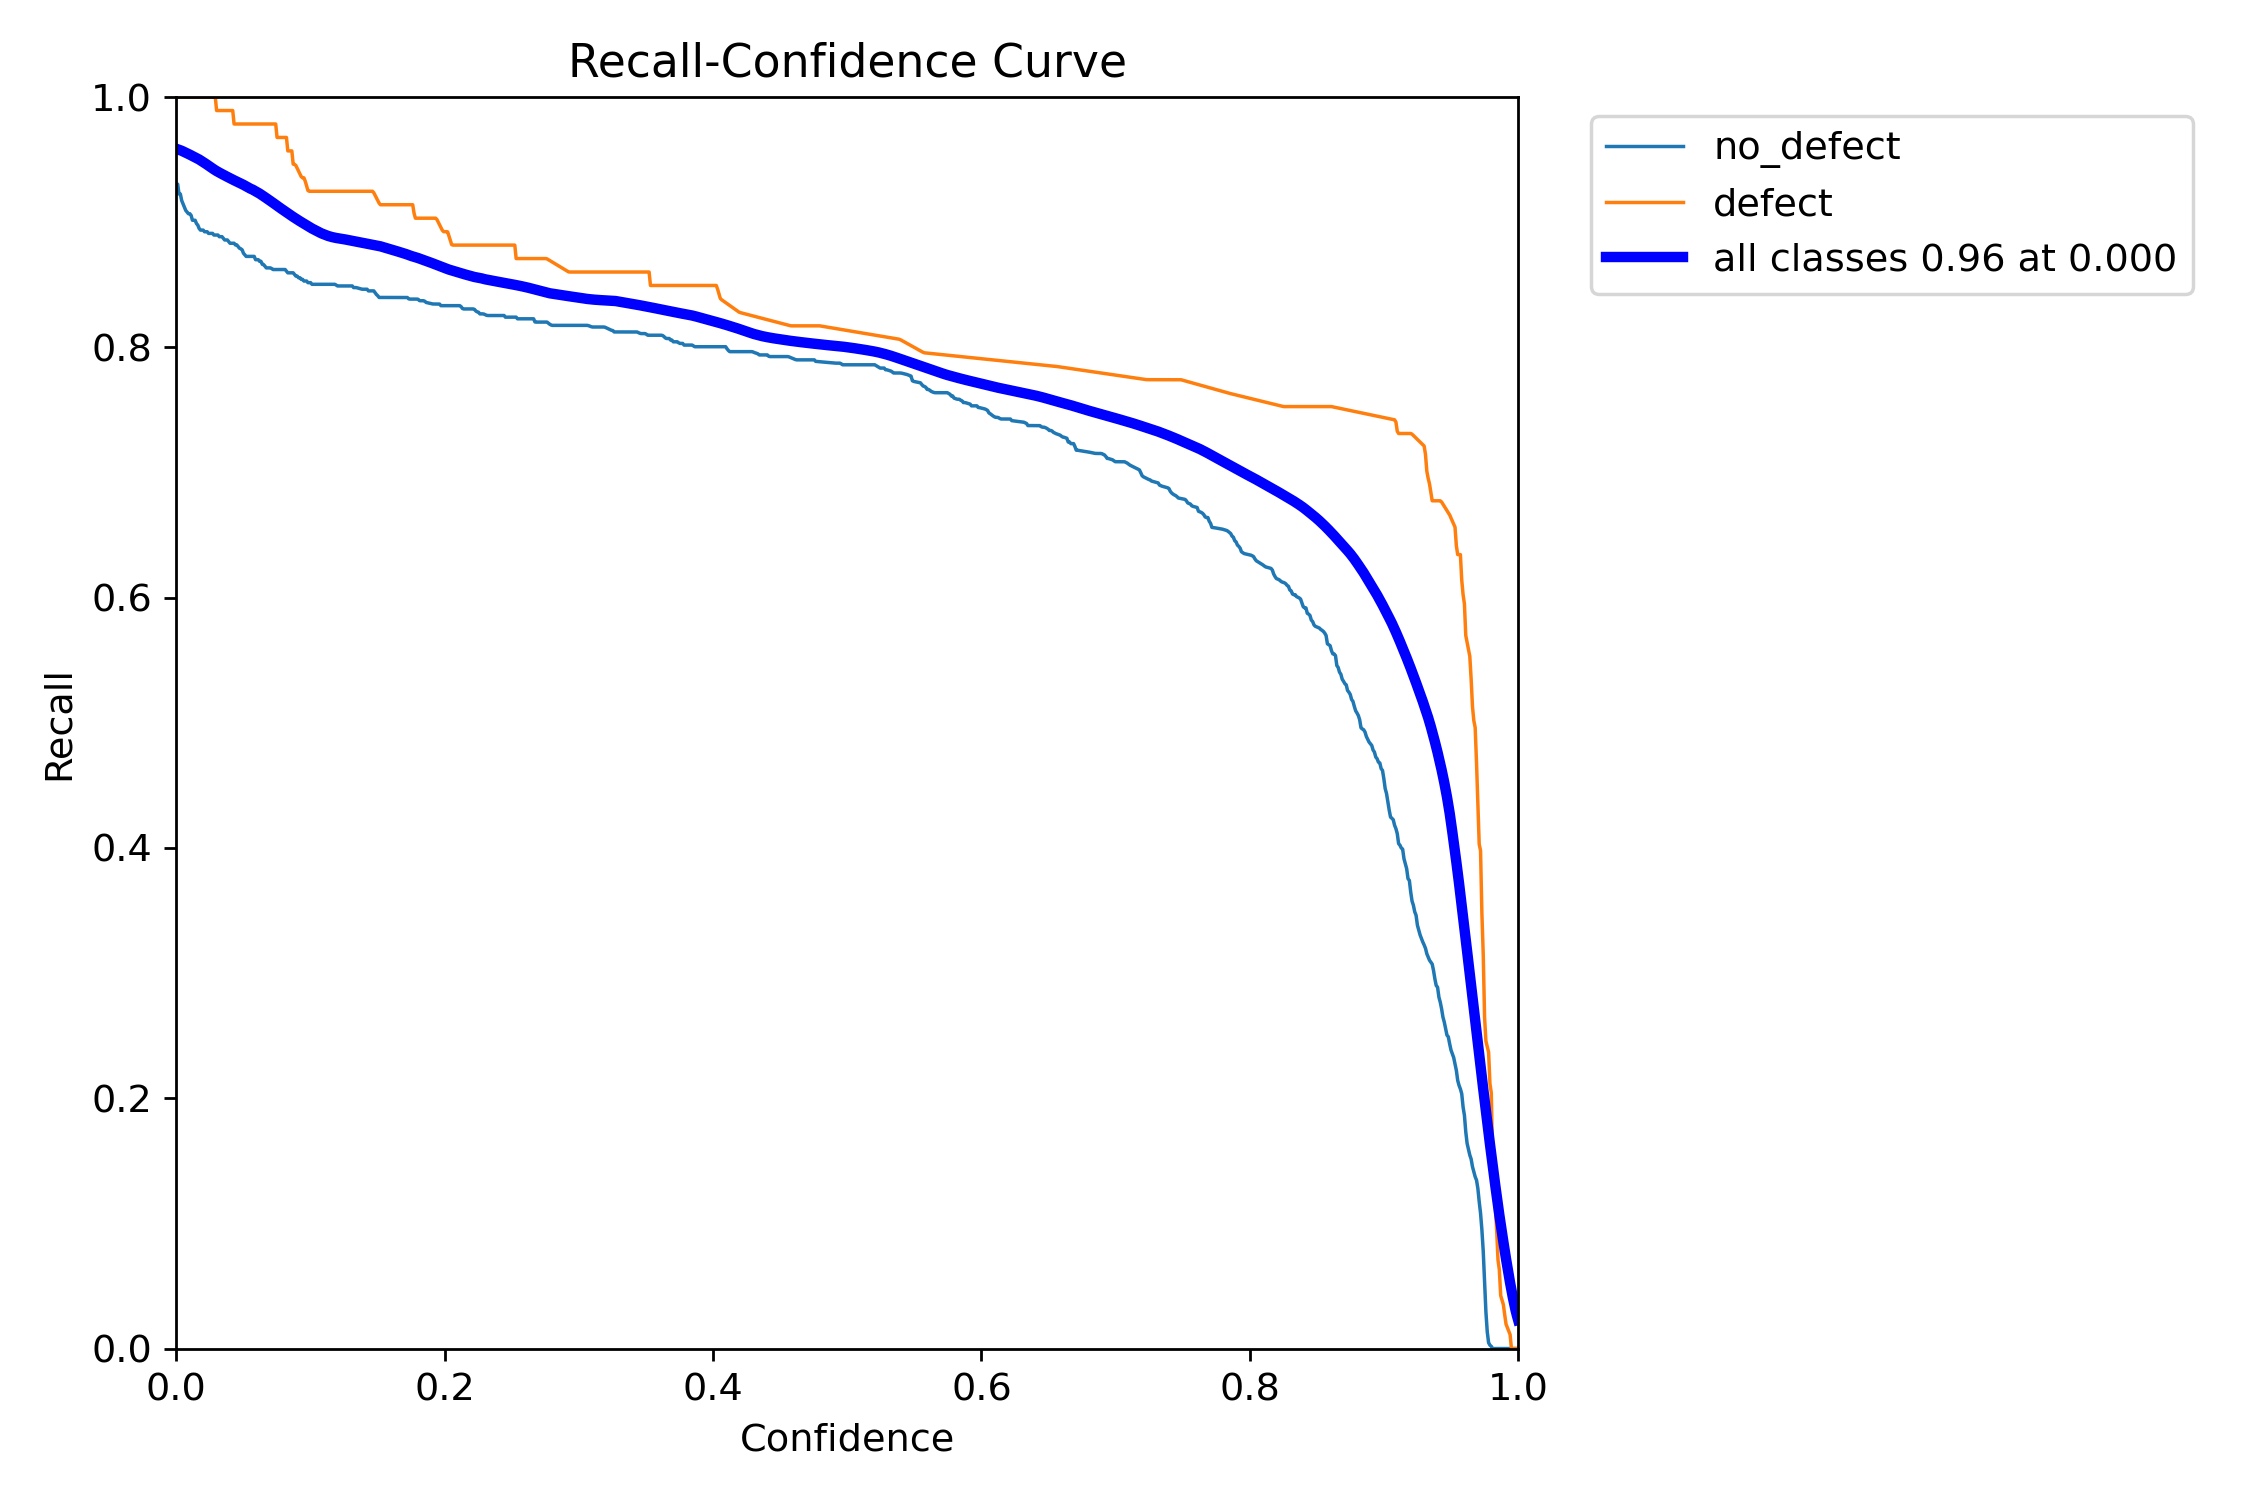 Recall-Confidence Curve
1.0
0.8
0.6
0.4
0.2
0.0
Recall
0.0 0.2 0.4 0.6 0.8 1.0
Confidence
no_defect
defect
all classes 0.96 at 0.000